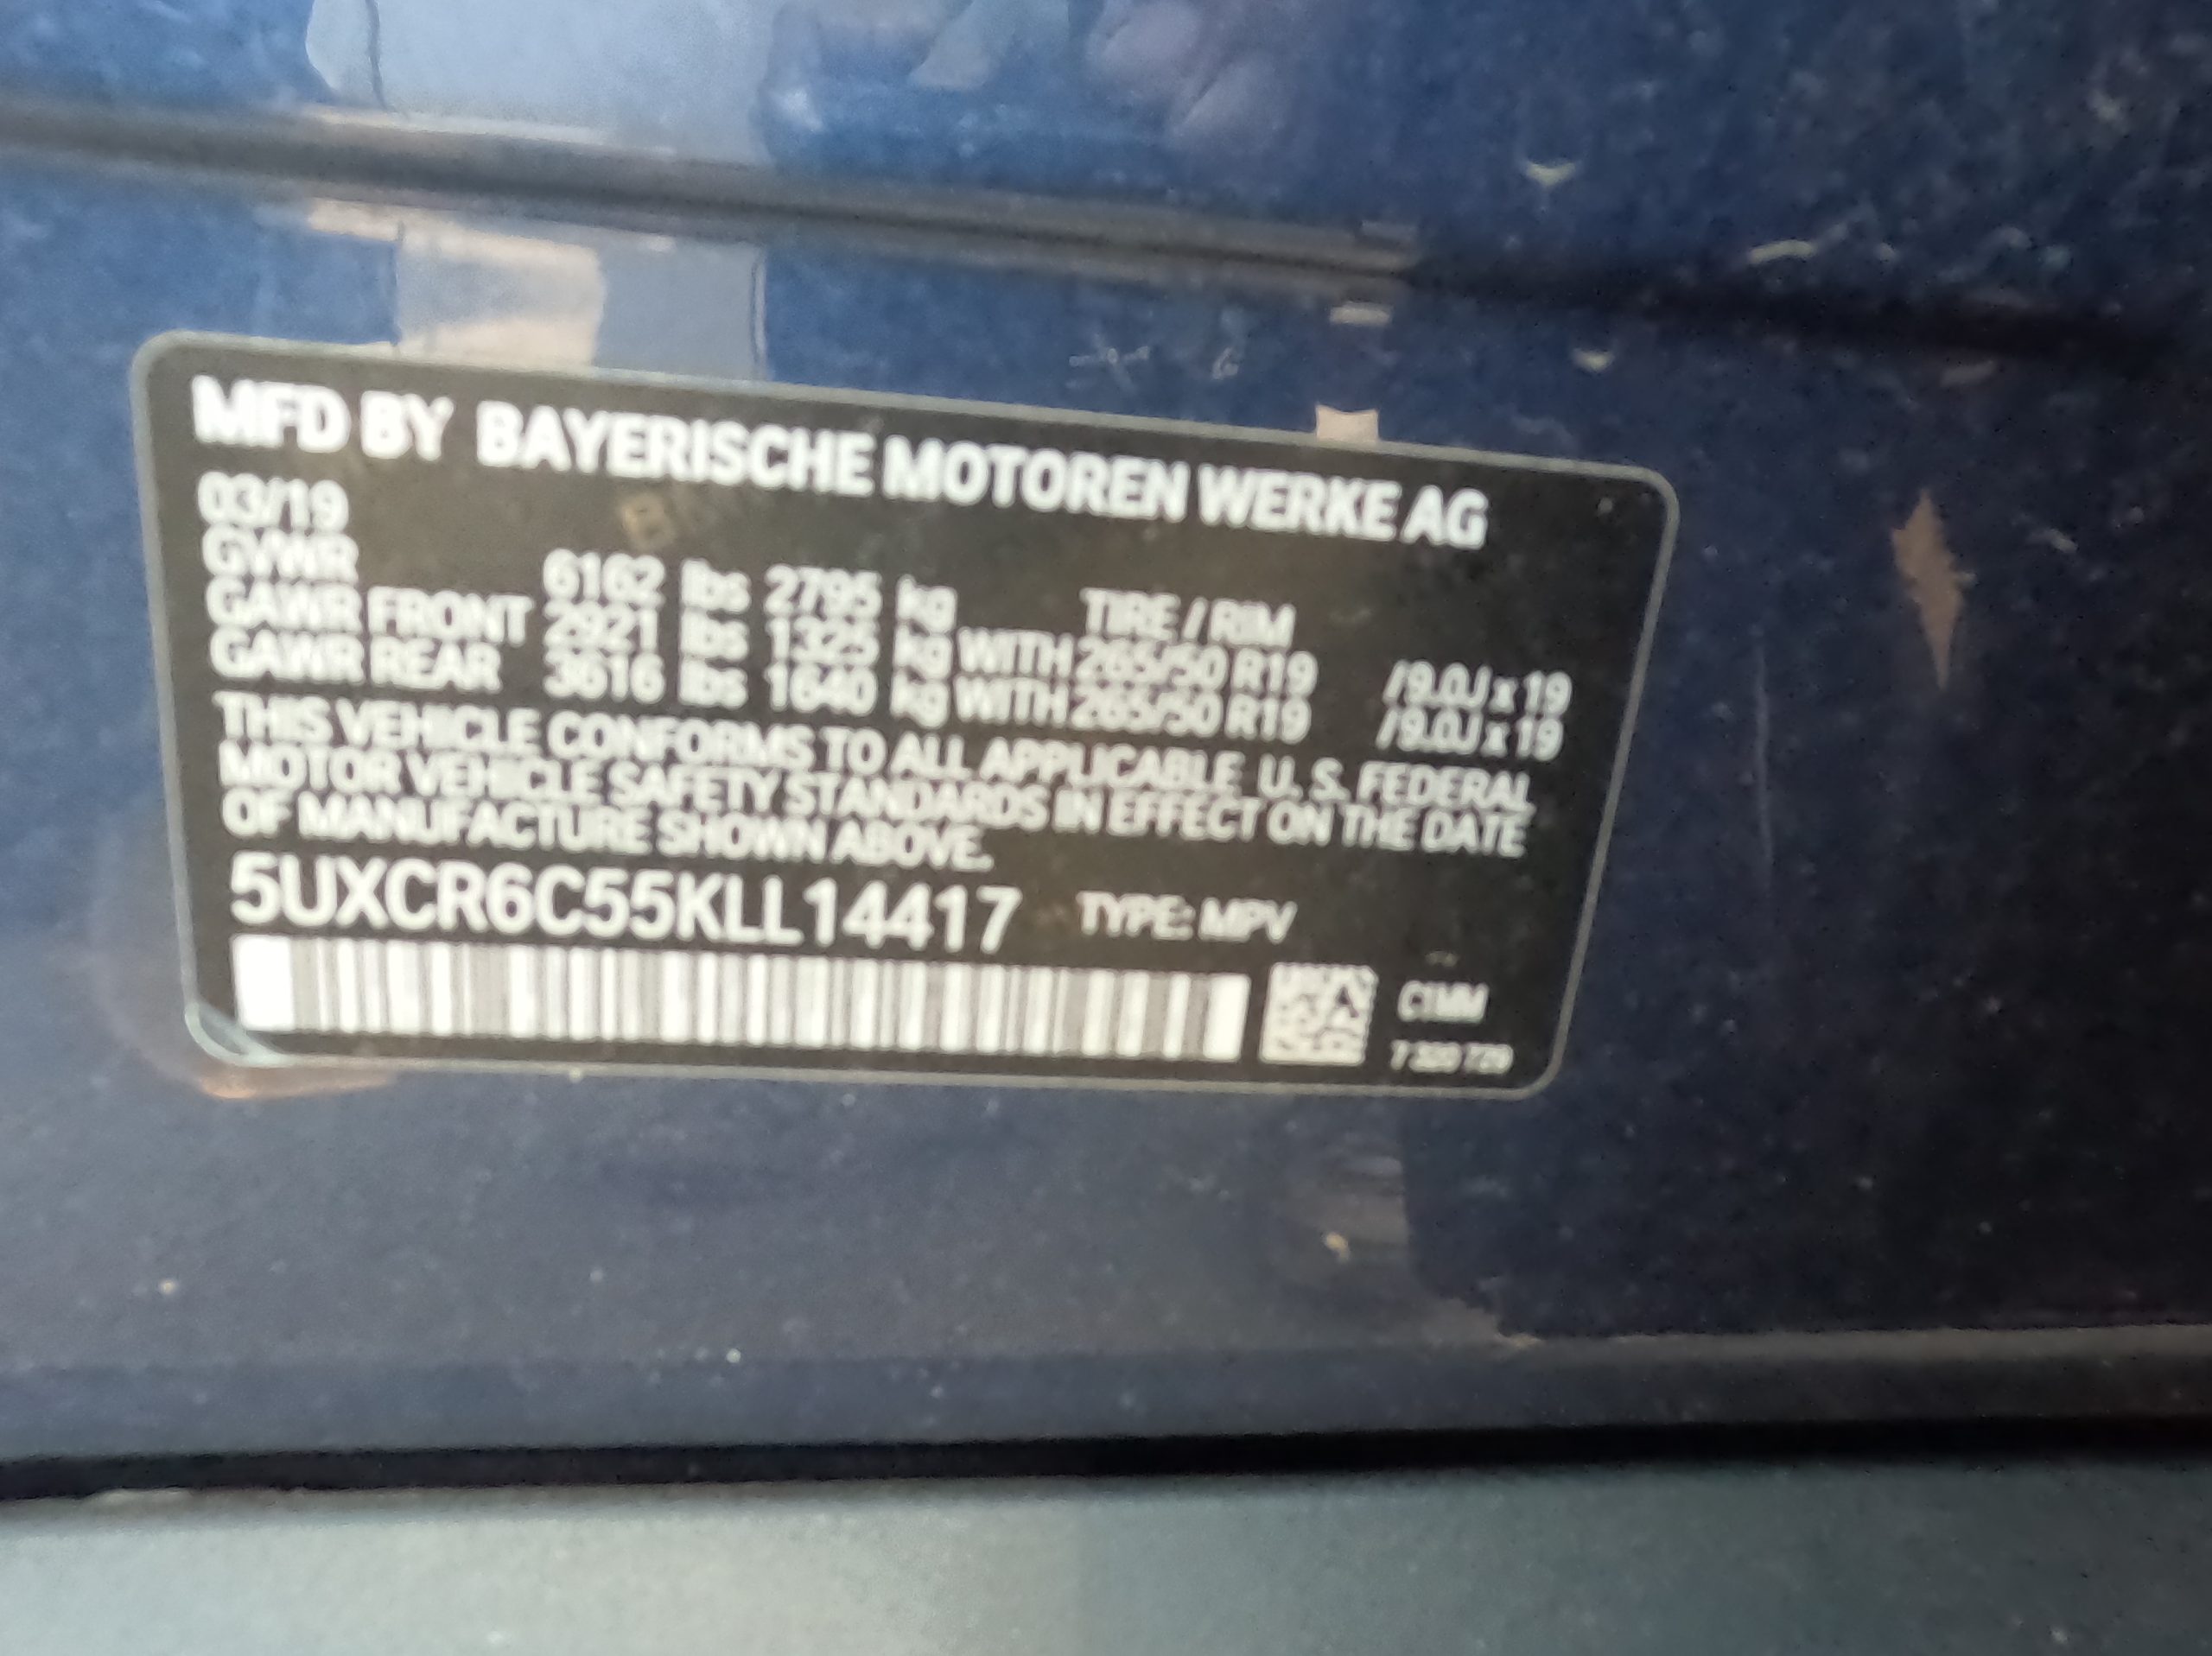 MFD BY BAYERISCHE MOTOREN WERKE AG
03/19
GVWR 6162 lbs 2795 kg TIRE / RIM
GAWR FRONT 2921 lbs 1325 kg WITH 265/50 R19 /9.0J x 19
GAWR REAR 3616 lbs 1640 kg WITH 265/50 R19 /9.0J x 19
THIS VEHICLE CONFORMS TO ALL APPLICABLE U. S. FEDERAL
MOTOR VEHICLE SAFETY STANDARDS IN EFFECT ON THE DATE
OF MANUFACTURE SHOWN ABOVE.
5UXCR6C55KLL14417 TYPE: MPV
C1MM